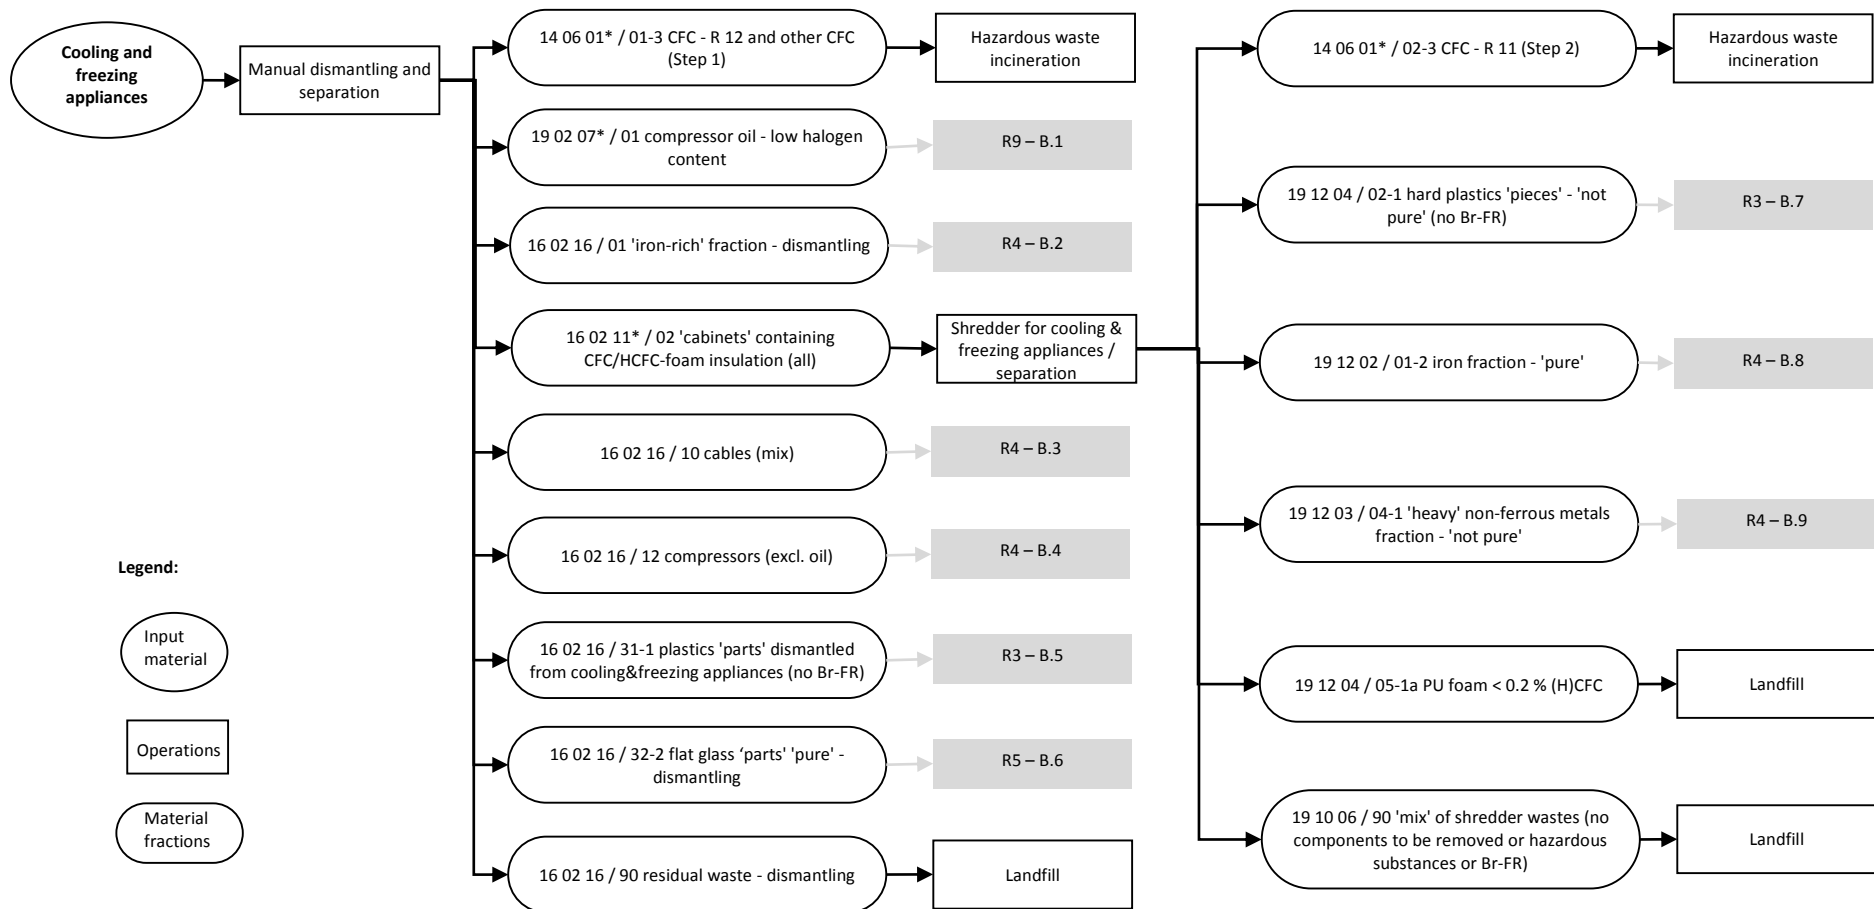 Cooling and
freezing
appliances
Manual dismantling and
separation
14 06 01* / 01-3 CFC - R 12 and other CFC
(Step 1)
Hazardous waste
incineration
19 02 07* / 01 compressor oil - low halogen
content
R9 – B.1
16 02 16 / 01 'iron-rich' fraction - dismantling
R4 – B.2
16 02 11* / 02 'cabinets' containing
CFC/HCFC-foam insulation (all)
Shredder for cooling &
freezing appliances /
separation
16 02 16 / 10 cables (mix)
R4 – B.3
16 02 16 / 12 compressors (excl. oil)
R4 – B.4
16 02 16 / 31-1 plastics 'parts' dismantled
from cooling&freezing appliances (no Br-FR)
R3 – B.5
16 02 16 / 32-2 flat glass ‘parts' 'pure' -
dismantling
R5 – B.6
16 02 16 / 90 residual waste - dismantling
Landfill
14 06 01* / 02-3 CFC - R 11 (Step 2)
Hazardous waste
incineration
19 12 04 / 02-1 hard plastics 'pieces' - 'not
pure' (no Br-FR)
R3 – B.7
19 12 02 / 01-2 iron fraction - 'pure'
R4 – B.8
19 12 03 / 04-1 'heavy' non-ferrous metals
fraction - 'not pure'
R4 – B.9
19 12 04 / 05-1a PU foam < 0.2 % (H)CFC
Landfill
19 10 06 / 90 'mix' of shredder wastes (no
components to be removed or hazardous
substances or Br-FR)
Landfill
Legend:
Input
material
Operations
Material
fractions